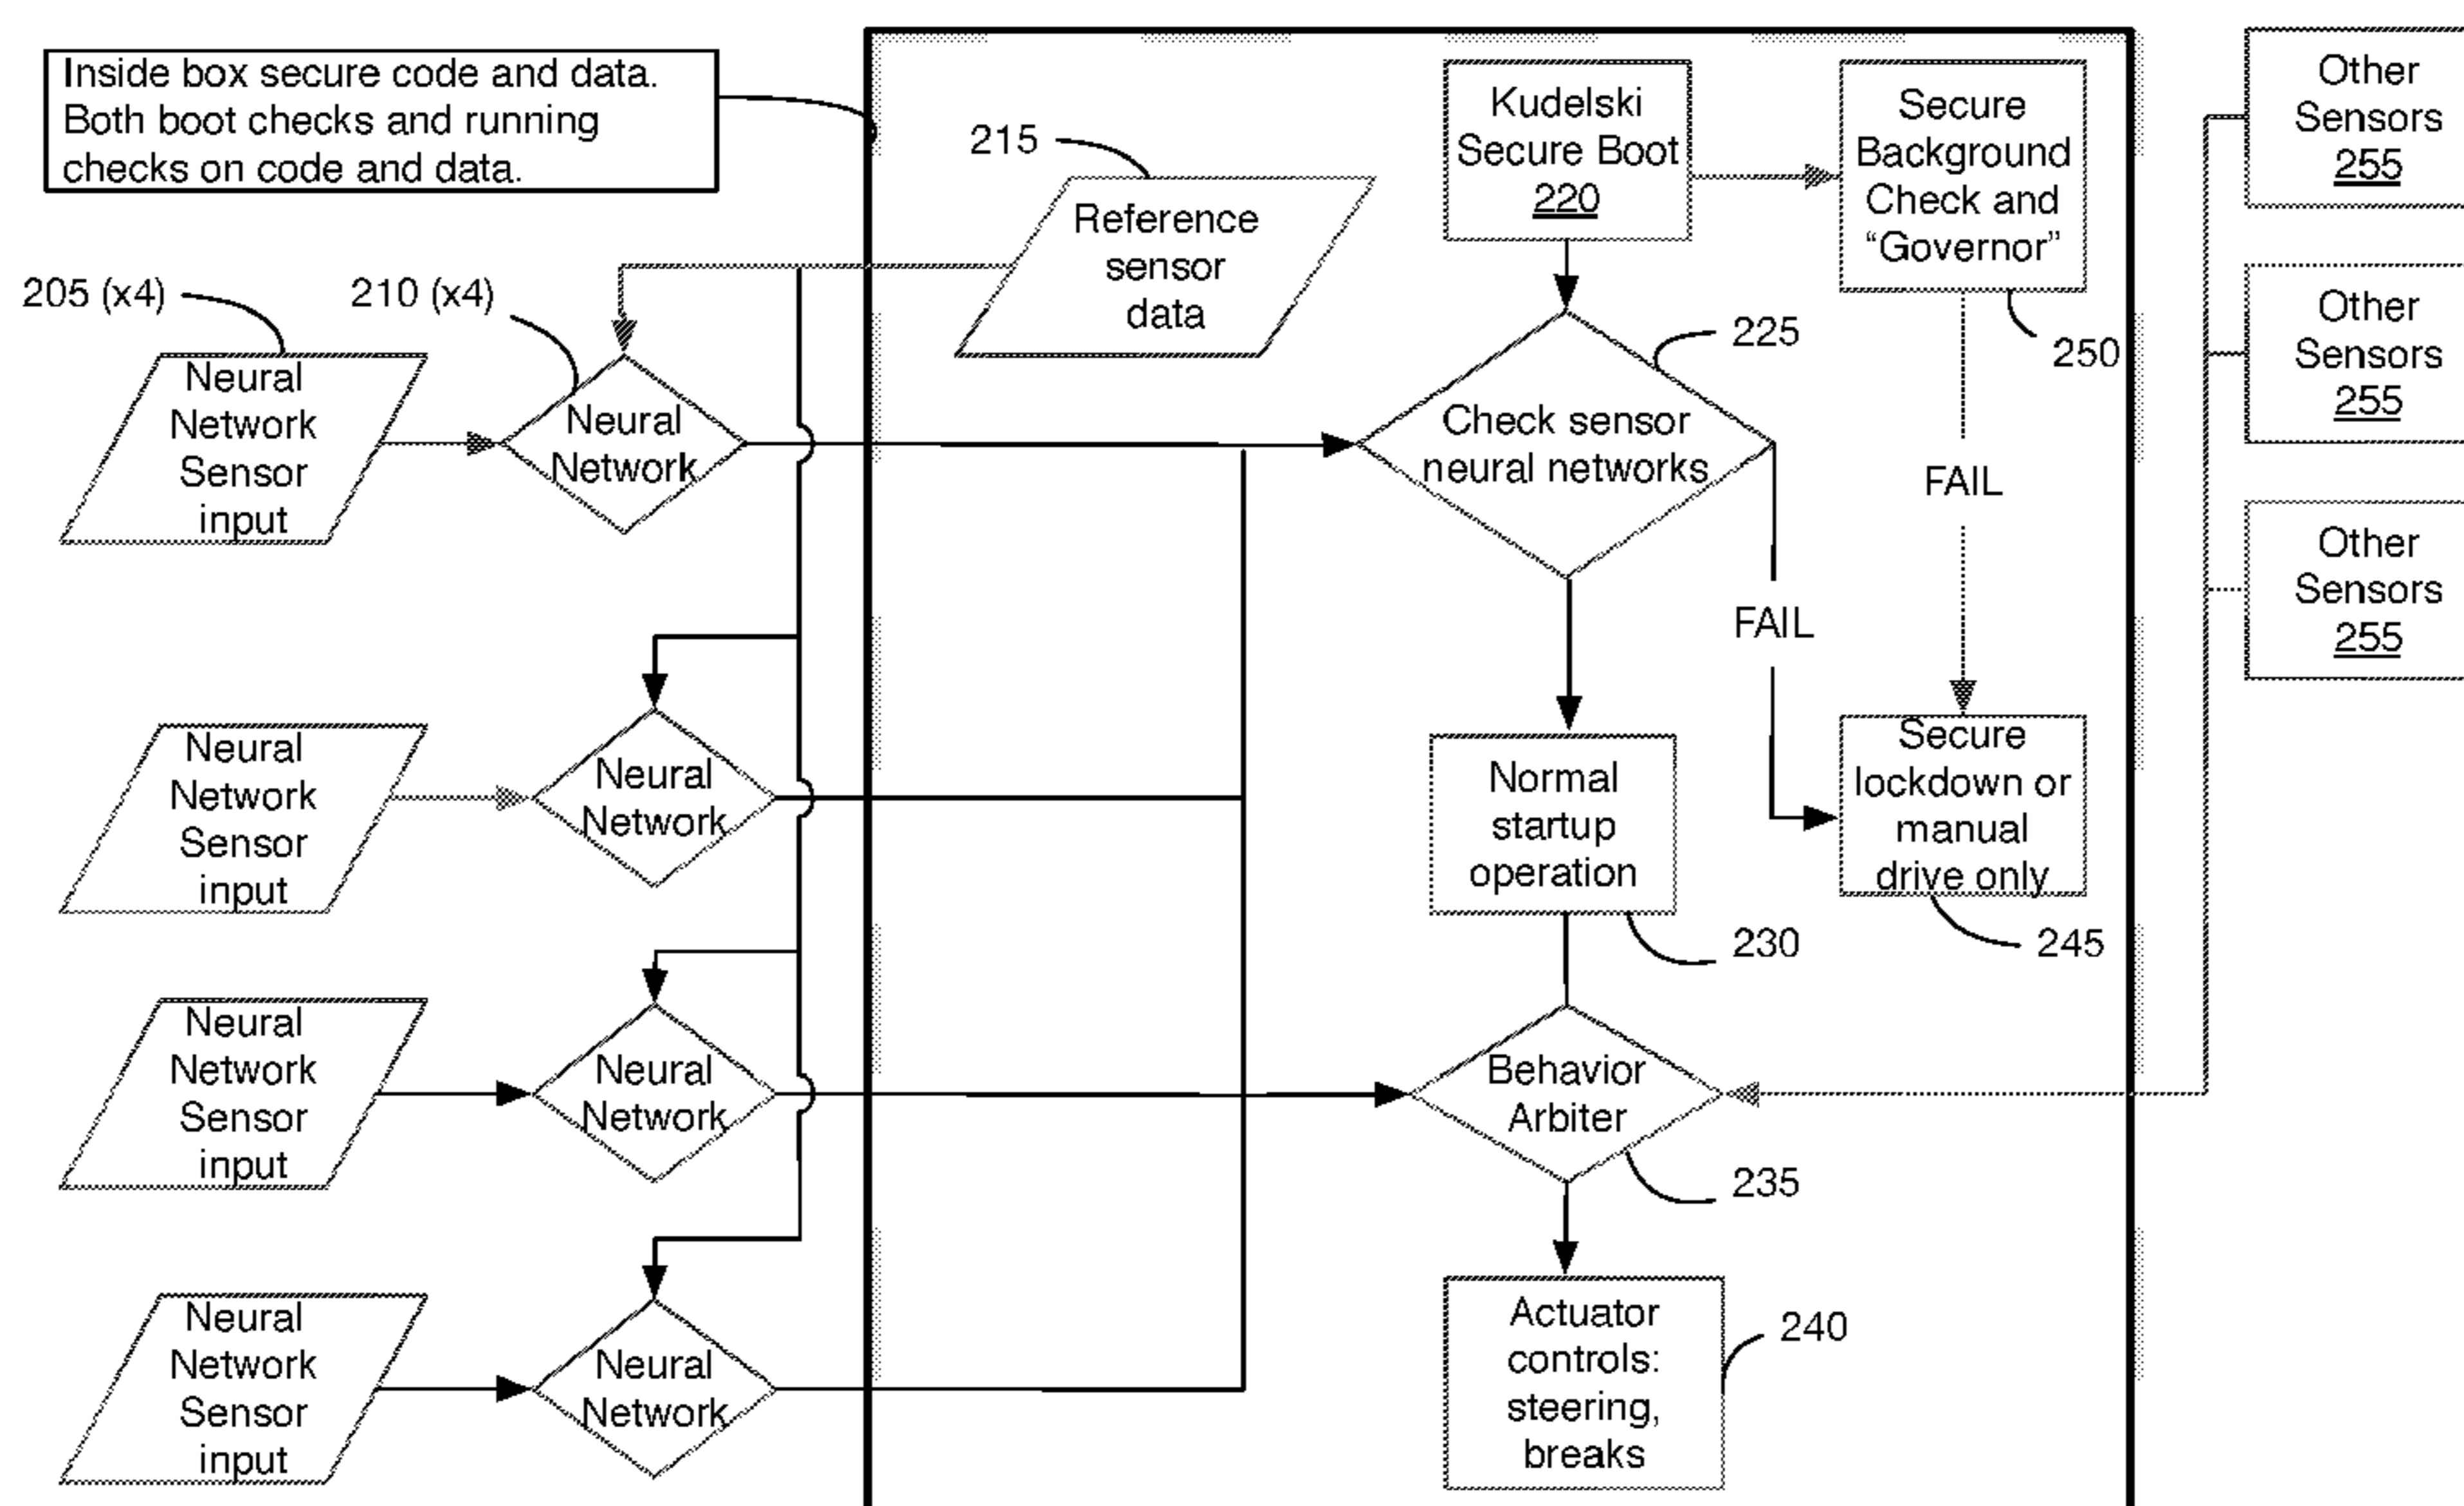 Inside box secure code and data.
Both boot checks and running
checks on code and data.
215
Kudelski
Secure Boot
220
Secure
Background
Check and
“Governor”
250
Other
Sensors
255
Reference
sensor
data
205 (x4)
210 (x4)
225
Other
Sensors
255
Neural
Network
Sensor
input
Neural
Network
Check sensor
neural networks
FAIL
FAIL
Other
Sensors
255
Neural
Network
Sensor
input
Neural
Network
Normal
startup
operation
230
Secure
lockdown or
manual
drive only
245
Neural
Network
Sensor
input
Neural
Network
Behavior
Arbiter
235
Neural
Network
Sensor
input
Neural
Network
Actuator
controls:
steering,
breaks
240